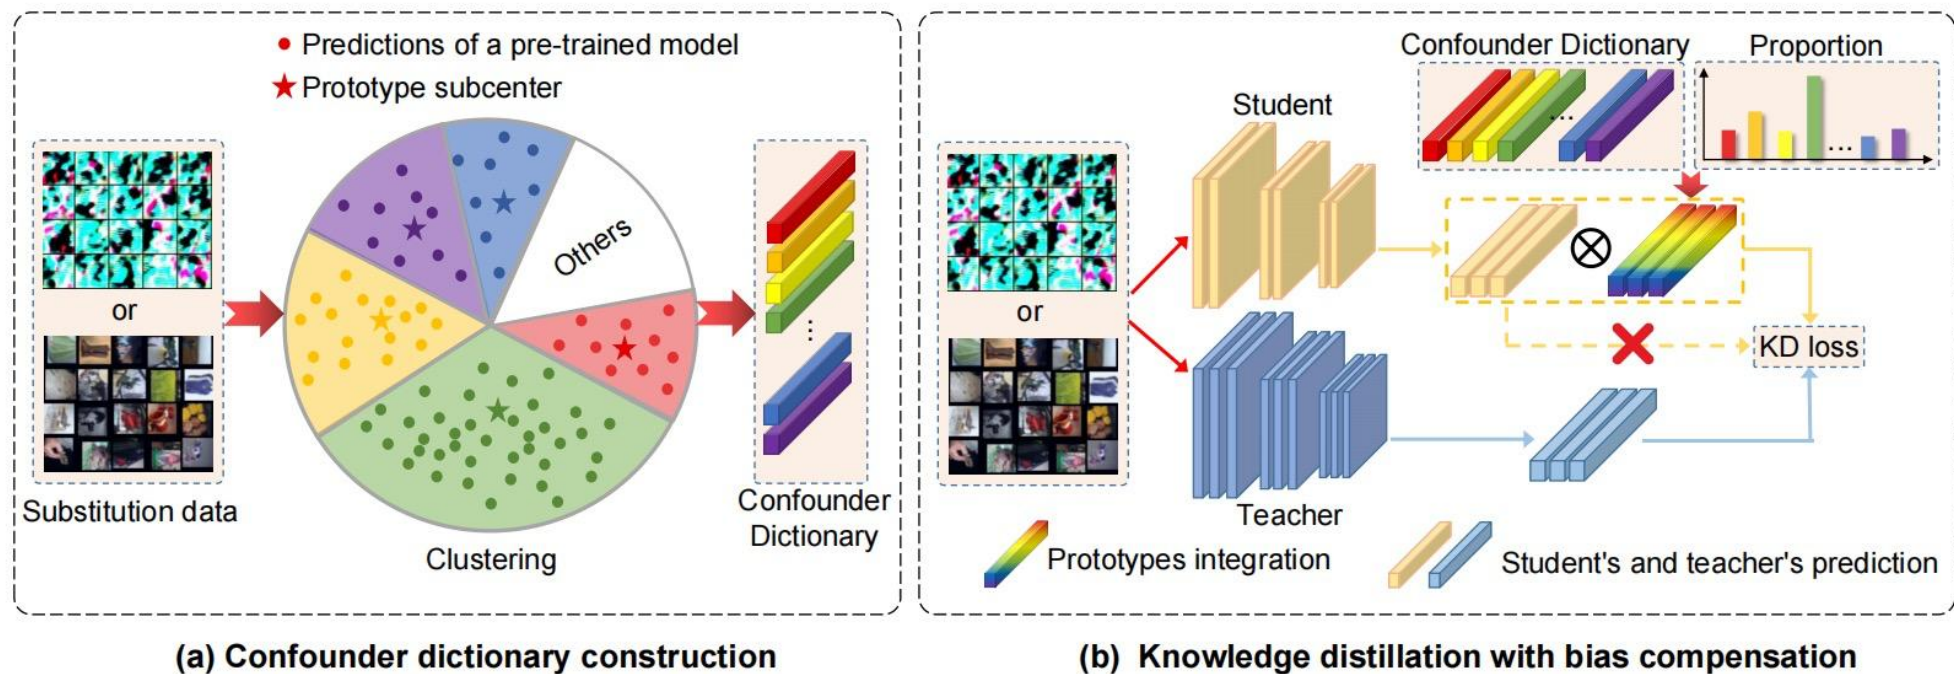 Predictions of a pre-trained model
Prototype subcenter
or
Substitution data
Others
Clustering
...
Confounder
Dictionary
(a) Confounder dictionary construction
Confounder Dictionary
...
Proportion
...
Student
or
Teacher
KD loss
Prototypes integration
Student's and teacher's prediction
(b) Knowledge distillation with bias compensation